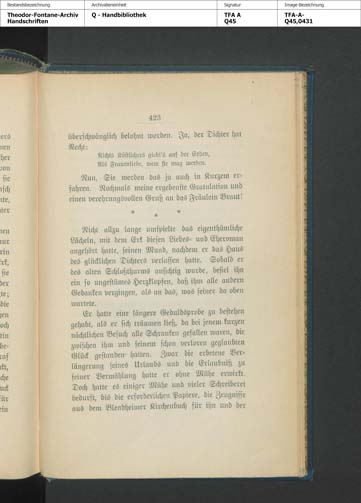 Bestandsbezeichnung
Theodor-Fontane-Archiv
Handschriften
Archivalieneinheit
Q - Handbibliothek
Signatur
TFA A
Q45
Image-Bezeichnung
TFA-A-
Q45,0431
423
überschwänglich belohnt worden. Ja, der Dichter hat
Recht:
Nichts Köstlichers giebt's auf der Erden,
Als Frauenliebe, wem sie mag werden.
Nun, Sie werden das ja auch in Kurzem er-
fahren. Nochmals meine ergebenste Gratulation und
einen verehrungsvollen Gruß an das Fräulein Braut!
* * *
Nicht allzu lange umspielte das eigenthümliche
Lächeln, mit dem Erk diesen Liebes- und Ehermann
angehört hatte, seinen Mund, nachdem er das Haus
des glücklichen Dichters verlassen hatte. Sobald er
des alten Schloßthurms ansichtig wurde, befiel ihn
ein so ungestümes Herzklopfen, daß ihm alle andern
Gedanken vergingen, als an das, was seiner da oben
wartete.
Er hatte eine längere Geduldsprobe zu bestehen
gehabt, als er sich träumen ließ, da bei jenem kurzen
nächtlichen Besuch alle Schranken gefallen waren, die
zwischen ihm und seinem schon verloren geglaubten
Glück gestanden hatten. Zwar die erbetene Ver-
längerung seines Urlaubs und die Erlaubniß zu
seiner Vermählung hatte er ohne Mühe erwirkt.
Doch hatte es einiger Mühe und vieler Schreiberei
bedurft, bis die erforderlichen Papiere, die Zeugnisse
aus dem Blendheimer Kirchenbuch für ihn und der